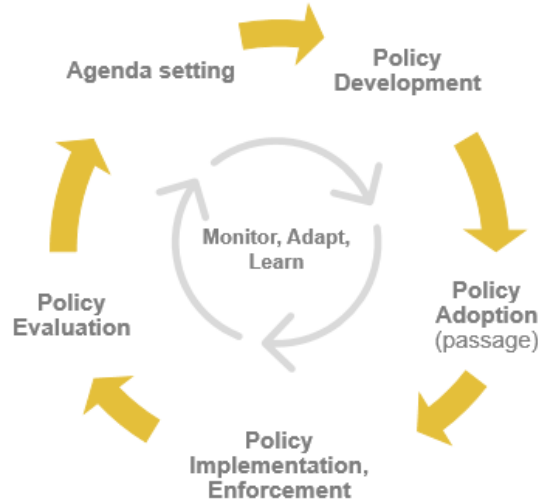 Agenda setting
Policy
Development
Policy
Adoption
(passage)
Policy
Implementation,
Enforcement
Policy
Evaluation
Monitor, Adapt,
Learn